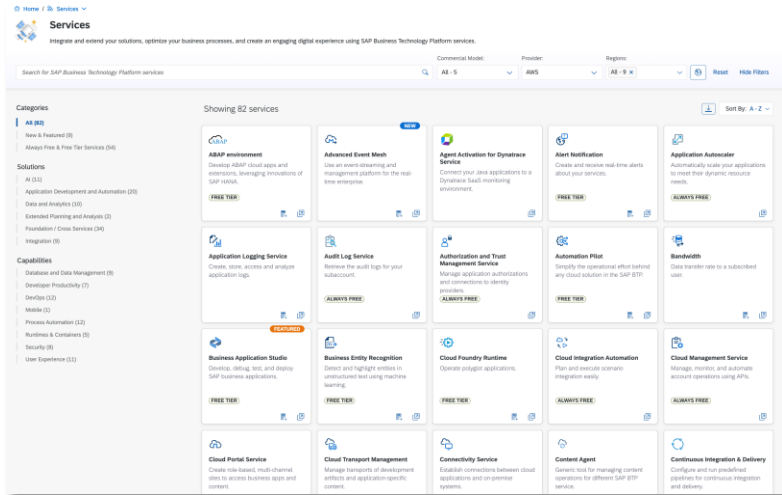 Home / Services
Services
Integrate and extend your solutions, optimize your business processes, and create an engaging digital experience using SAP Business Technology Platform services.
Commercial Model: Provider: Regions:
Search for SAP Business Technology Platform services All - 5 AWS All - 9 × Reset Hide Filters
Categories
All (82)
New & Featured (9)
Always Free & Free Tier Services (54)
Solutions
AI (11)
Application Development and Automation (20)
Data and Analytics (10)
Extended Planning and Analysis (2)
Foundation / Cross Services (34)
Integration (9)
Capabilities
Database and Data Management (9)
Developer Productivity (7)
DevOps (12)
Mobile (1)
Process Automation (12)
Runtimes & Containers (5)
Security (8)
User Experience (11)
Showing 82 services
Sort By: A - Z
ABAP
ABAP environment
Develop ABAP cloud apps and
extensions, leveraging innovations of
SAP HANA.
FREE TIER
NEW
Advanced Event Mesh
Use an event-streaming and
management platform for the real-
time enterprise.
Agent Activation for Dynatrace
Service
Connect your Java applications to a
Dynatrace SaaS monitoring
environment.
Alert Notification
Create and receive real-time alerts
about your services.
FREE TIER
Application Autoscaler
Automatically scale your applications
to meet their dynamic resource
needs.
ALWAYS FREE
Application Logging Service
Create, store, access and analyze
application logs.
Audit Log Service
Retrieve the audit logs for your
subaccount.
ALWAYS FREE
Authorization and Trust
Management Service
Manage application authorizations
and connections to identity
providers.
ALWAYS FREE
Automation Pilot
Simplify the operational effort behind
any cloud solution in the SAP BTP.
FREE TIER
Bandwidth
Data transfer rate to a subscribed
user.
FEATURED
Business Application Studio
Develop, debug, test, and deploy
SAP business applications.
FREE TIER
Business Entity Recognition
Detect and highlight entities in
unstructured text using machine
learning.
FREE TIER
Cloud Foundry Runtime
Operate polyglot applications.
FREE TIER
Cloud Integration Automation
Plan and execute scenario
integration easily.
ALWAYS FREE
Cloud Management Service
Manage, monitor, and automate
account operations using APIs.
ALWAYS FREE
Cloud Portal Service
Create role-based, multi-channel
sites to access business apps and
content.
Cloud Transport Management
Manage transports of development
artifacts and application-specific
content.
Connectivity Service
Establish connections between cloud
applications and on-premise
systems.
Content Agent
Generic tool for managing content
operations for different SAP BTP
service.
Continuous Integration & Delivery
Configure and run predefined
pipelines for continuous integration
and delivery.